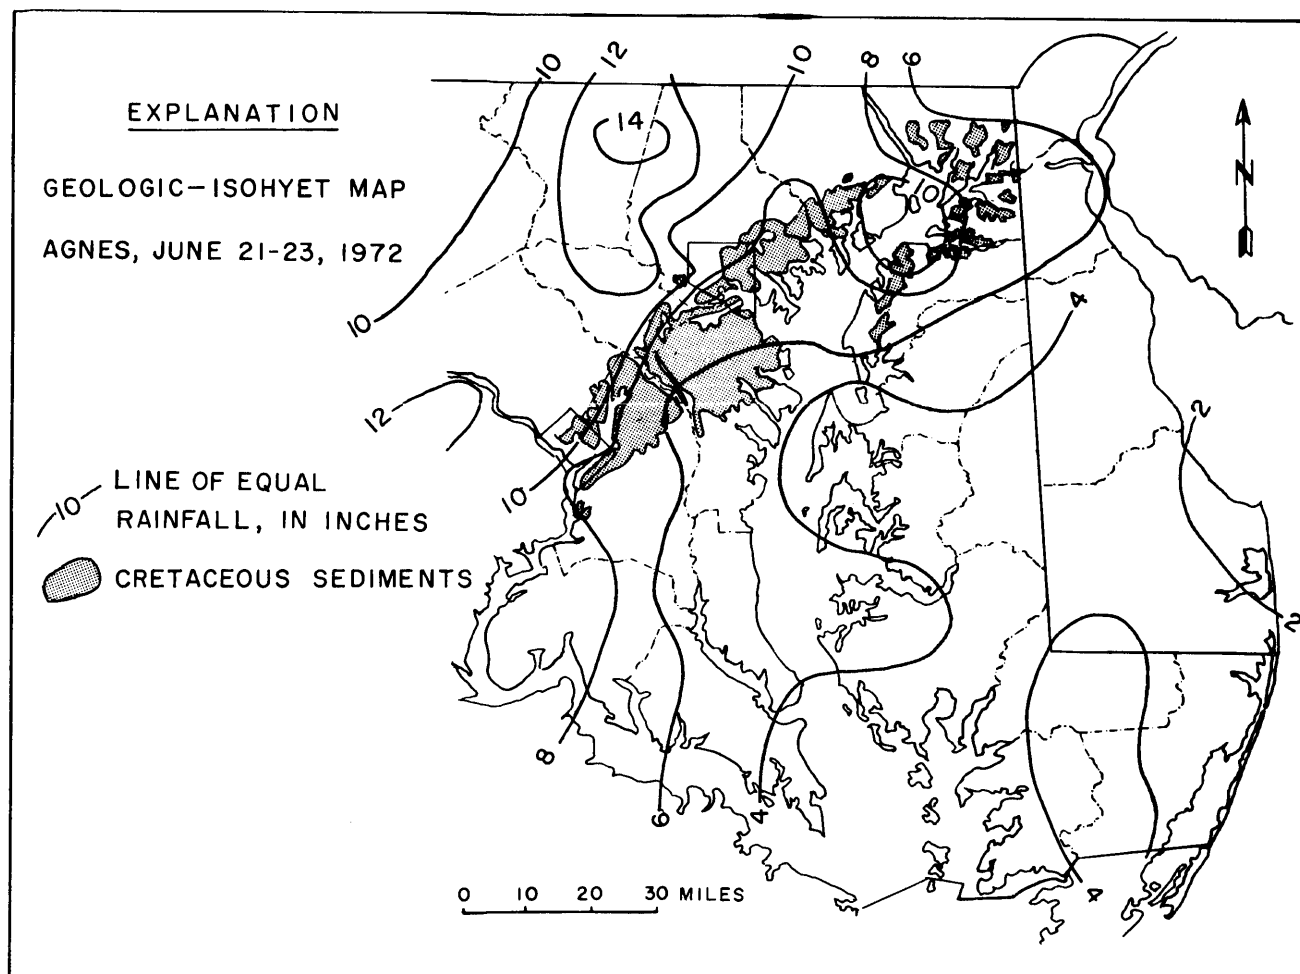 EXPLANATION
GEOLOGIC-ISOHYET MAP
AGNES, JUNE 21-23, 1972
10 LINE OF EQUAL
RAINFALL, IN INCHES
CRETACEOUS SEDIMENTS
10
12
10
8
6
14
10
N
10
4
12
2
10
2
8
6
4
4
0 10 20 30 MILES